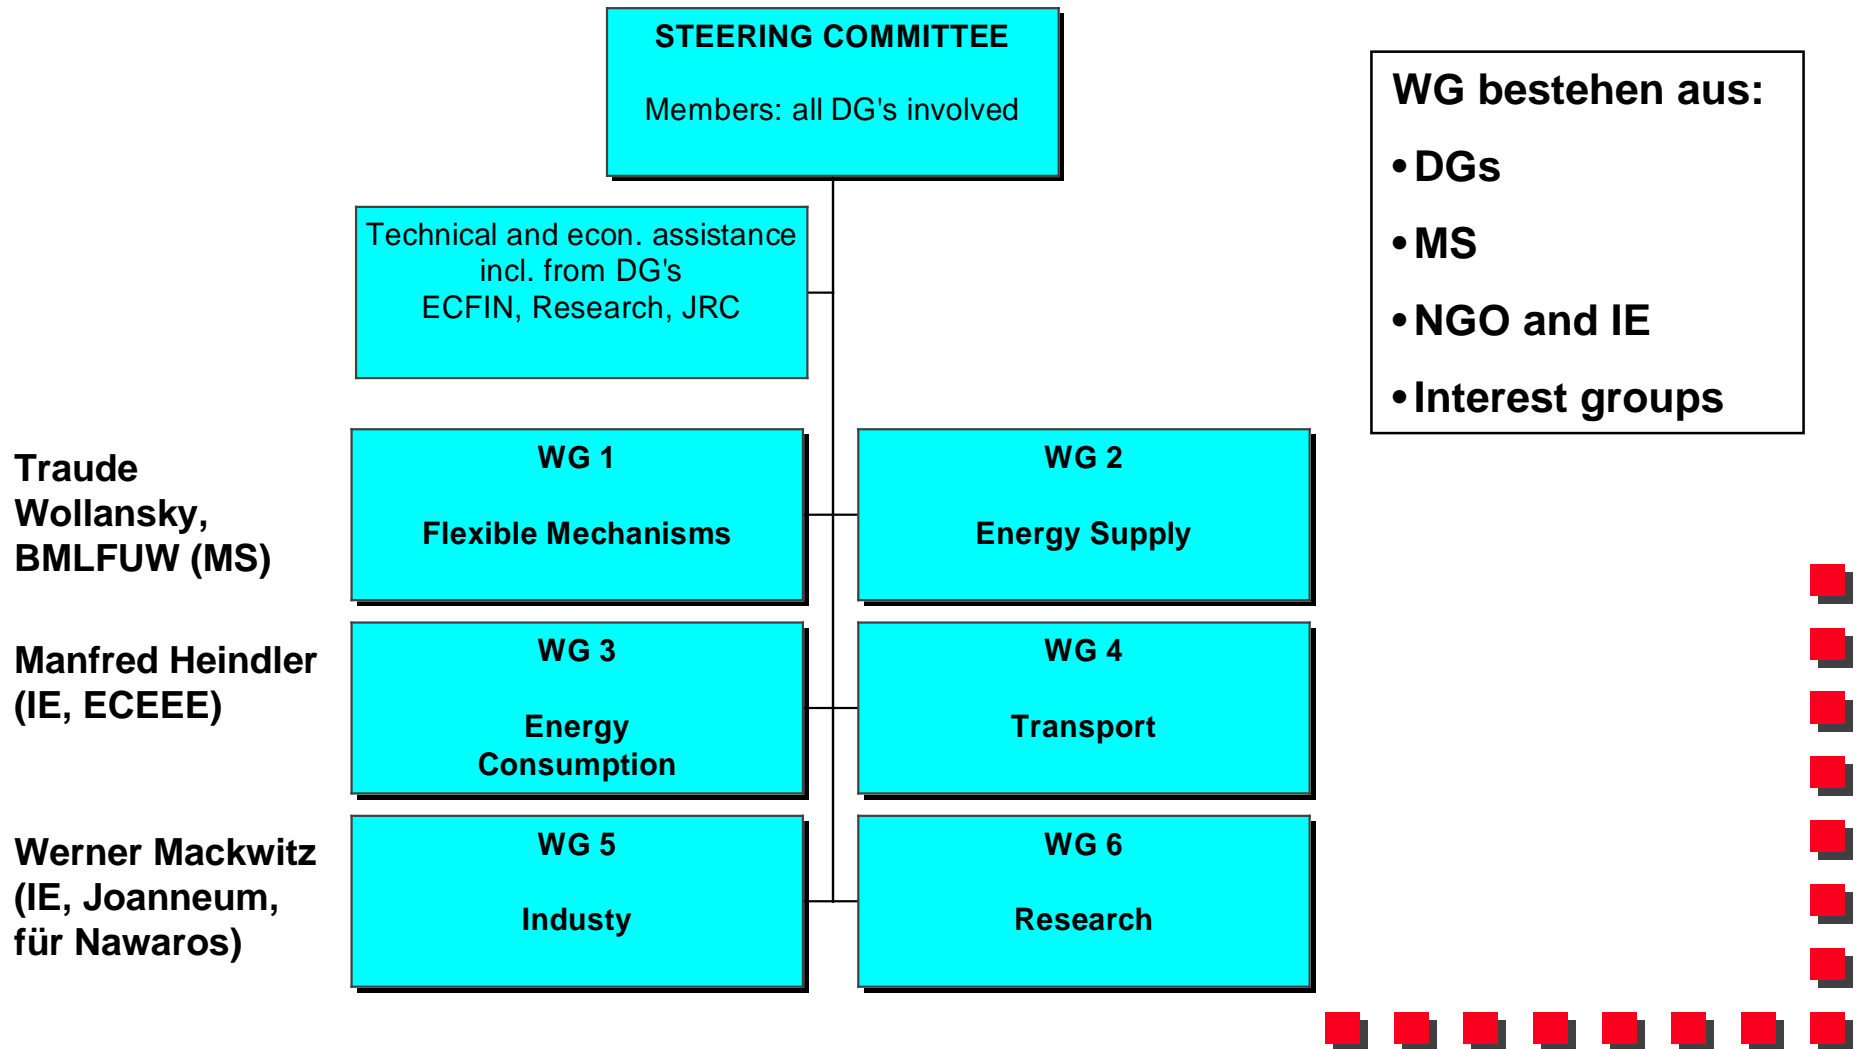 STEERING COMMITTEE
Members: all DG's involved
WG bestehen aus:
•DGs
•MS
•NGO and IE
•Interest groups
Technical and econ. assistance
incl. from DG's
ECFIN, Research, JRC
Traude
Wollansky,
BMLFUW (MS)
WG 1
Flexible Mechanisms
WG 2
Energy Supply
Manfred Heindler
(IE, ECEEE)
WG 3
Energy
Consumption
WG 4
Transport
Werner Mackwitz
(IE, Joanneum,
für Nawaros)
WG 5
Industy
WG 6
Research